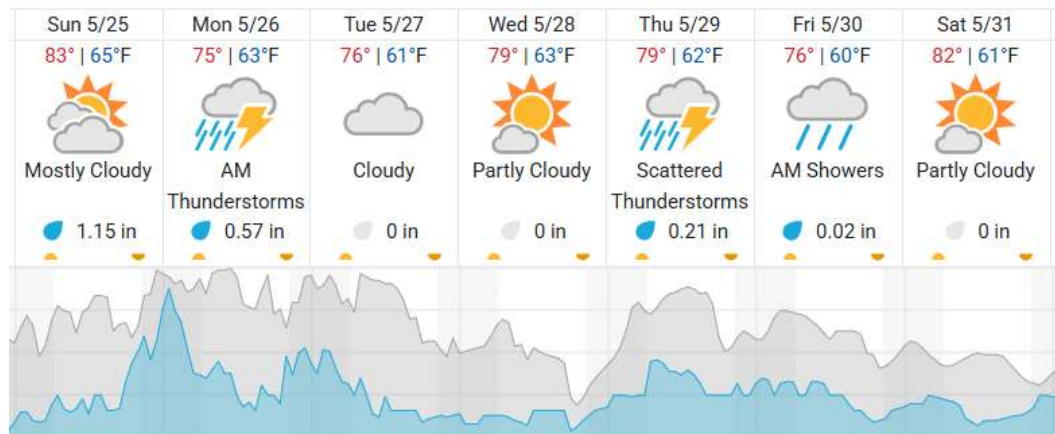 Sun 5/25 Mon 5/26 Tue 5/27 Wed 5/28 Thu 5/29 Fri 5/30 Sat 5/31
83° | 65°F 75° | 63°F 76° | 61°F 79° | 63°F 79° | 62°F 76° | 60°F 82° | 61°F
Mostly Cloudy AM Cloudy Partly Cloudy Scattered AM Showers Partly Cloudy
Thunderstorms Thunderstorms
1.15 in 0.57 in 0 in 0 in 0.21 in 0.02 in 0 in